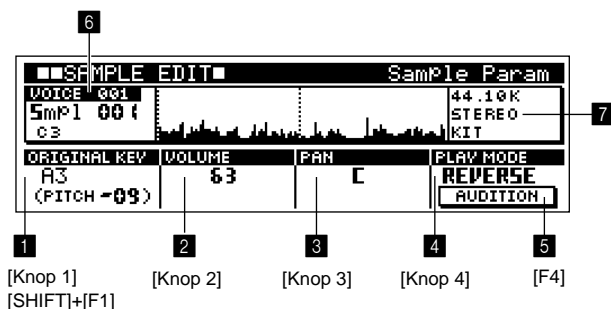 6
■■SAMPLE EDIT■ Sample Param
VOICE 001 44.10K
Smpl 001 STEREO 7
C3 KIT
ORIGINAL KEY VOLUME PAN PLAY MODE
A3 63 C REVERSE
(PITCH -09) AUDITION
1 2 3 4 5
[Knop 1] [Knop 2] [Knop 3] [Knop 4] [F4]
[SHIFT]+[F1]